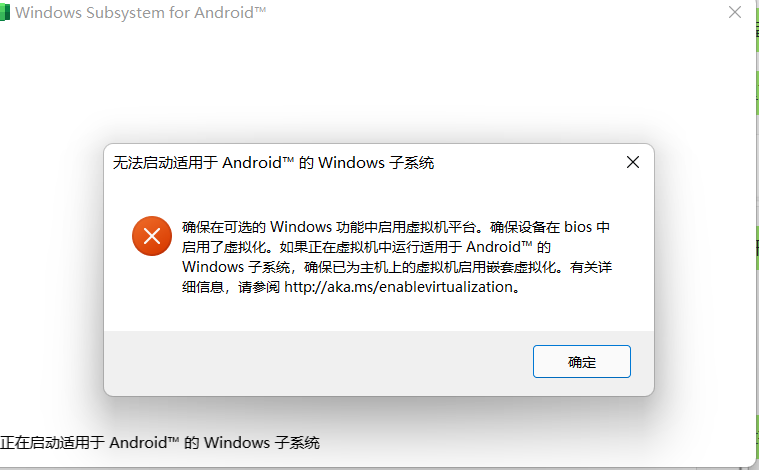 Windows Subsystem for Android™
无法启动适用于 Android™ 的 Windows 子系统
确保在可选的 Windows 功能中启用虚拟机平台。确保设备在 bios 中
启用了虚拟化。如果正在虚拟机中运行适用于 Android™ 的
Windows 子系统，确保已为主机上的虚拟机启用嵌套虚拟化。有关详
细信息，请参阅 http://aka.ms/enablevirtualization。
确定
正在启动适用于 Android™ 的 Windows 子系统